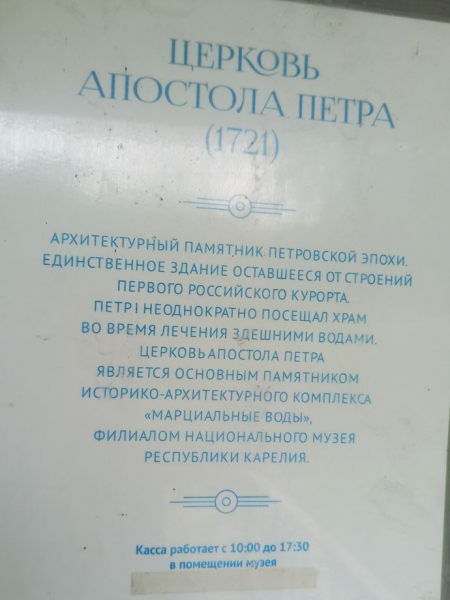 ЦЕРКОВЬ
АПОСТОЛА ПЕТРА
(1721)
АРХИТЕКТУРНЫЙ ПАМЯТНИК ПЕТРОВСКОЙ ЭПОХИ.
ЕДИНСТВЕННОЕ ЗДАНИЕ ОСТАВШЕЕСЯ ОТ СТРОЕНИЙ
ПЕРВОГО РОССИЙСКОГО КУРОРТА.
ПЕТР I НЕОДНОКРАТНО ПОСЕЩАЛ ХРАМ
ВО ВРЕМЯ ЛЕЧЕНИЯ ЗДЕШНИМИ ВОДАМИ.
ЦЕРКОВЬ АПОСТОЛА ПЕТРА
ЯВЛЯЕТСЯ ОСНОВНЫМ ПАМЯТНИКОМ
ИСТОРИКО-АРХИТЕКТУРНОГО КОМПЛЕКСА
«МАРЦИАЛЬНЫЕ ВОДЫ»,
ФИЛИАЛОМ НАЦИОНАЛЬНОГО МУЗЕЯ
РЕСПУБЛИКИ КАРЕЛИЯ.
Касса работает с 10:00 до 17:30
в помещении музея